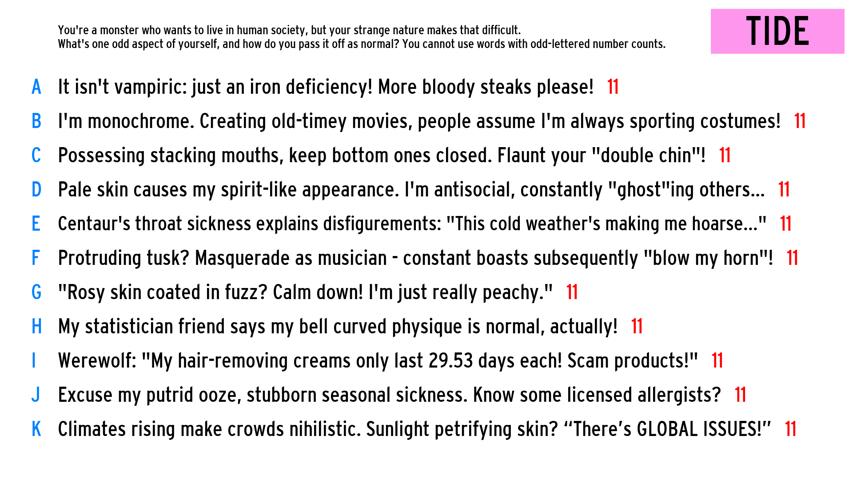 You're a monster who wants to live in human society, but your strange nature makes that difficult.
What's one odd aspect of yourself, and how do you pass it off as normal? You cannot use words with odd-lettered number counts.
TIDE
A It isn't vampiric: just an iron deficiency! More bloody steaks please! 11
B I'm monochrome. Creating old-timey movies, people assume I'm always sporting costumes! 11
C Possessing stacking mouths, keep bottom ones closed. Flaunt your "double chin"! 11
D Pale skin causes my spirit-like appearance. I'm antisocial, constantly "ghost"ing others... 11
E Centaur's throat sickness explains disfigurements: "This cold weather's making me hoarse..." 11
F Protruding tusk? Masquerade as musician - constant boasts subsequently "blow my horn"! 11
G "Rosy skin coated in fuzz? Calm down! I'm just really peachy." 11
H My statistician friend says my bell curved physique is normal, actually! 11
I Werewolf: "My hair-removing creams only last 29.53 days each! Scam products!" 11
J Excuse my putrid ooze, stubborn seasonal sickness. Know some licensed allergists? 11
K Climates rising make crowds nihilistic. Sunlight petrifying skin? “There’s GLOBAL ISSUES!” 11